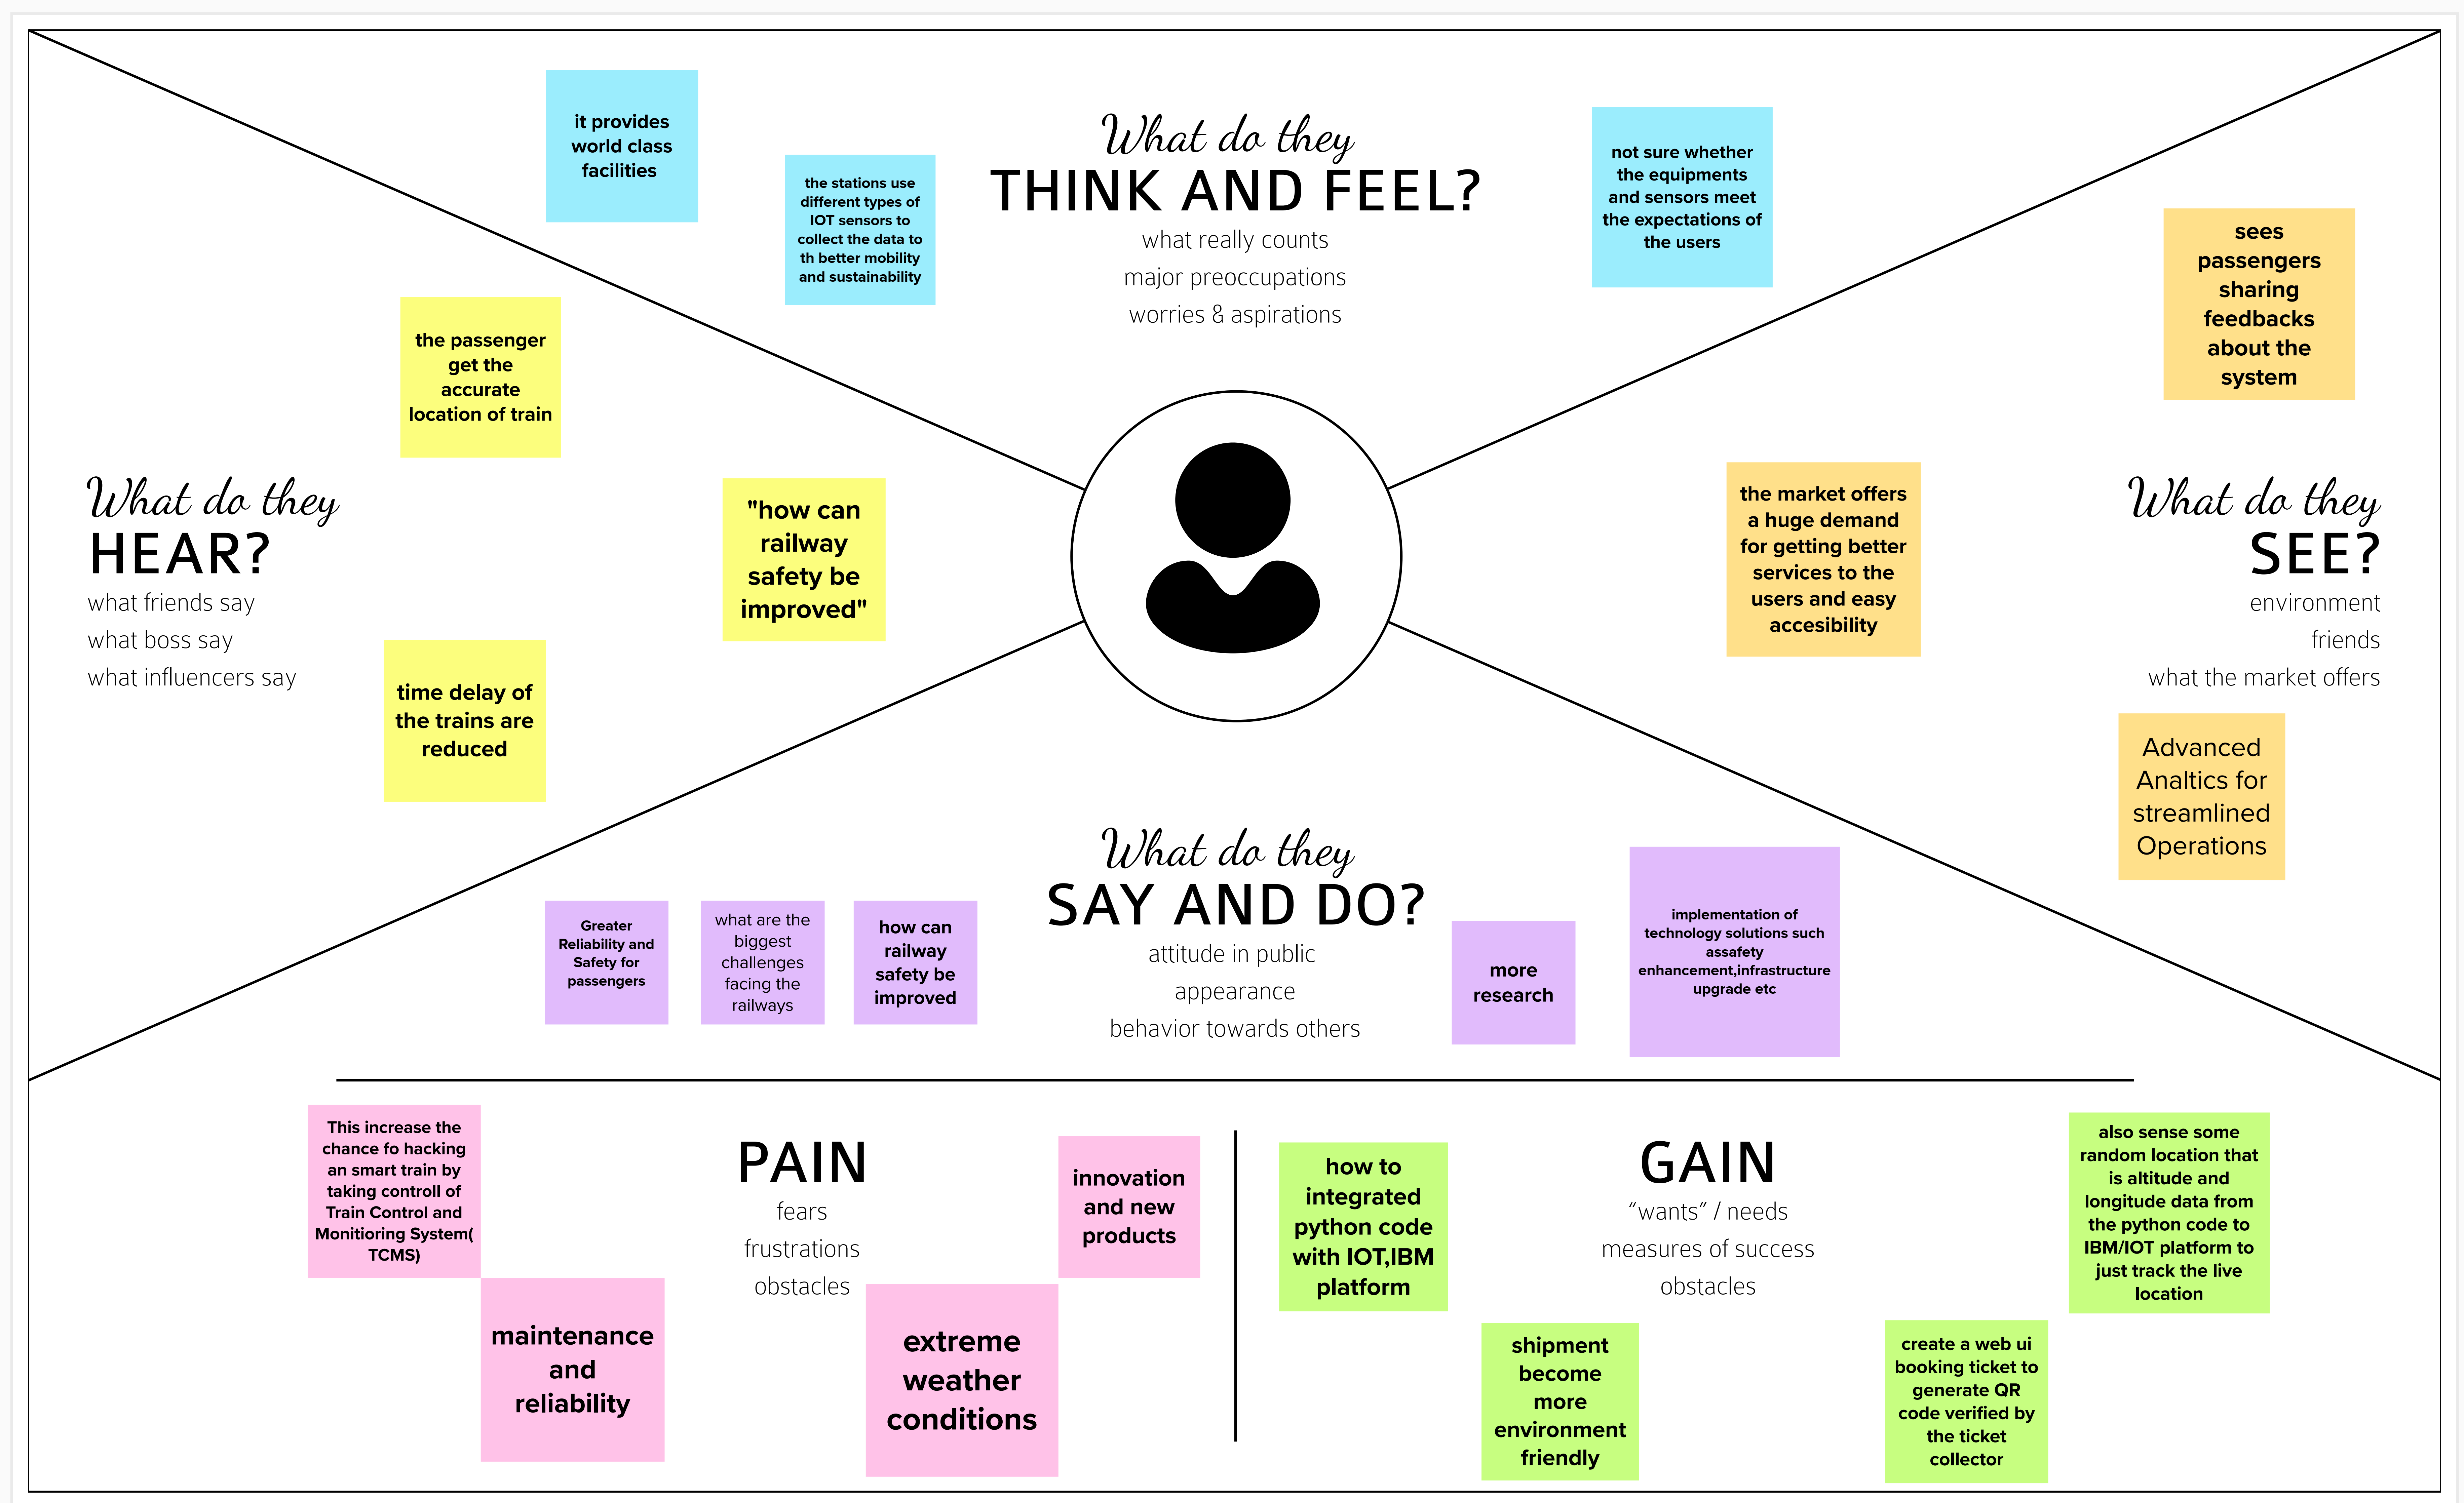 it provides
world class
facilities
the stations use
different types of
IOT sensors to
collect the data to
th better mobility
and sustainability
What do they
THINK AND FEEL?
what really counts
major preoccupations
worries & aspirations
not sure whether
the equipments
and sensors meet
the expectations of
the users
the passenger
get the
accurate
location of train
What do they
HEAR?
what friends say
what boss say
what influencers say
"how can
railway
safety be
improved"
time delay of
the trains are
reduced
sees
passengers
sharing
feedbacks
about the
system
the market offers
a huge demand
for getting better
services to the
users and easy
accesibility
What do they
SEE?
environment
friends
what the market offers
Advanced
Analtics for
streamlined
Operations
What do they
SAY AND DO?
attitude in public
appearance
behavior towards others
Greater
Reliability and
Safety for
passengers
what are the
biggest
challenges
facing the
railways
how can
railway
safety be
improved
more
research
implementation of
technology solutions such
assafety
enhancement,infrastructure
upgrade etc
This increase the
chance fo hacking
an smart train by
taking controll of
Train Control and
Monitioring System(
TCMS)
maintenance
and
reliability
PAIN
fears
frustrations
obstacles
extreme
weather
conditions
innovation
and new
products
how to
integrated
python code
with IOT,IBM
platform
shipment
become
more
environment
friendly
GAIN
“wants” / needs
measures of success
obstacles
create a web ui
booking ticket to
generate QR
code verified by
the ticket
collector
also sense some
random location that
is altitude and
longitude data from
the python code to
IBM/IOT platform to
just track the live
location